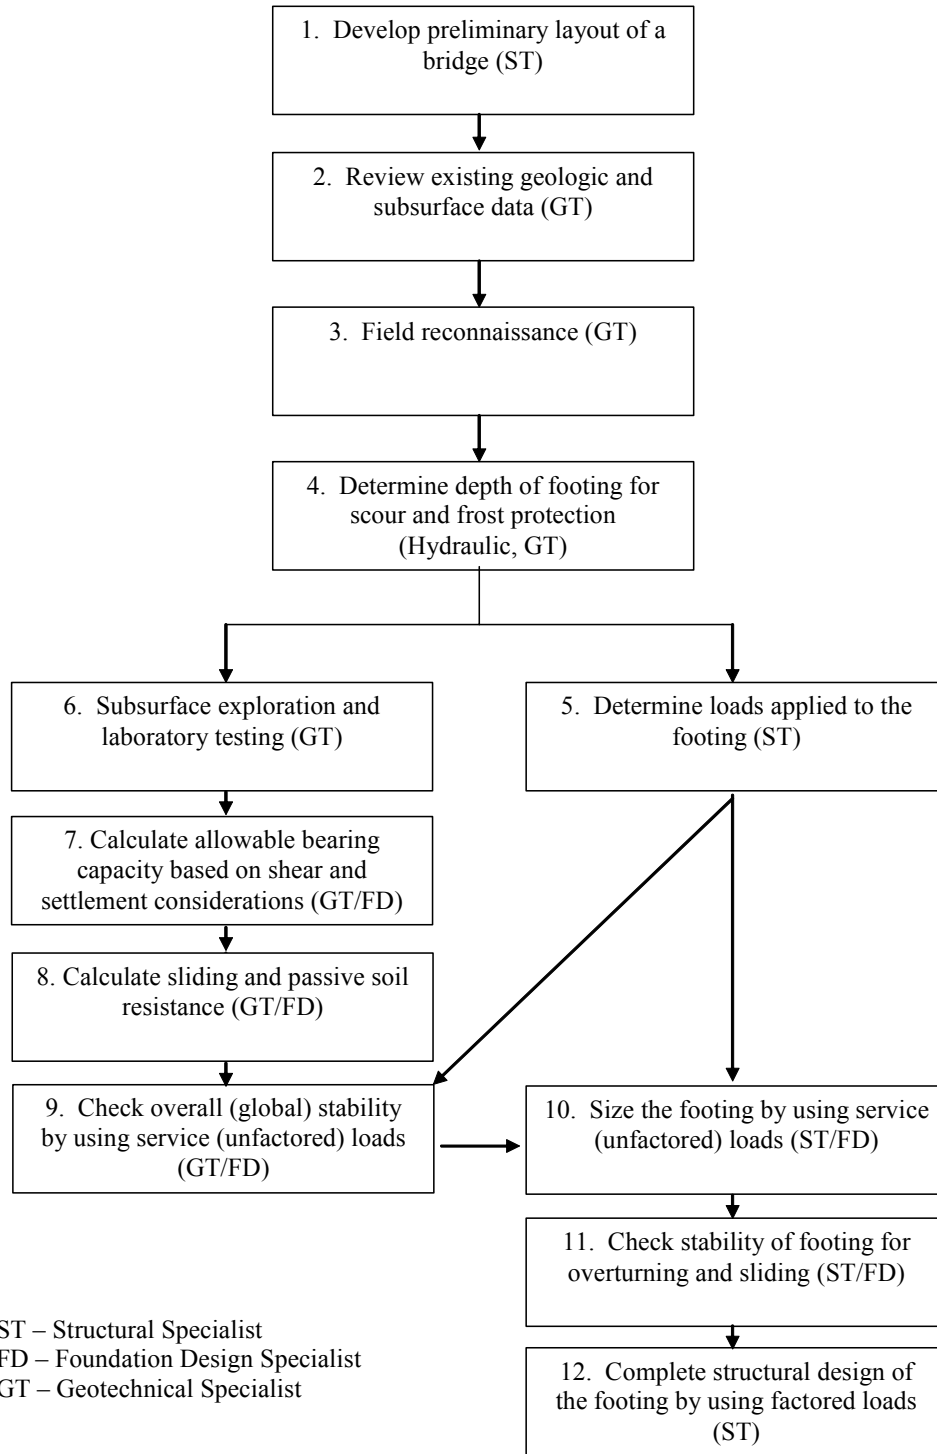 1. Develop preliminary layout of a
bridge (ST)
2. Review existing geologic and
subsurface data (GT)
3. Field reconnaissance (GT)
4. Determine depth of footing for
scour and frost protection
(Hydraulic, GT)
6. Subsurface exploration and
laboratory testing (GT)
5. Determine loads applied to the
footing (ST)
7. Calculate allowable bearing
capacity based on shear and
settlement considerations (GT/FD)
8. Calculate sliding and passive soil
resistance (GT/FD)
9. Check overall (global) stability
by using service (unfactored) loads
(GT/FD)
10. Size the footing by using service
(unfactored) loads (ST/FD)
11. Check stability of footing for
overturning and sliding (ST/FD)
12. Complete structural design of
the footing by using factored loads
(ST)
ST – Structural Specialist
FD – Foundation Design Specialist
GT – Geotechnical Specialist